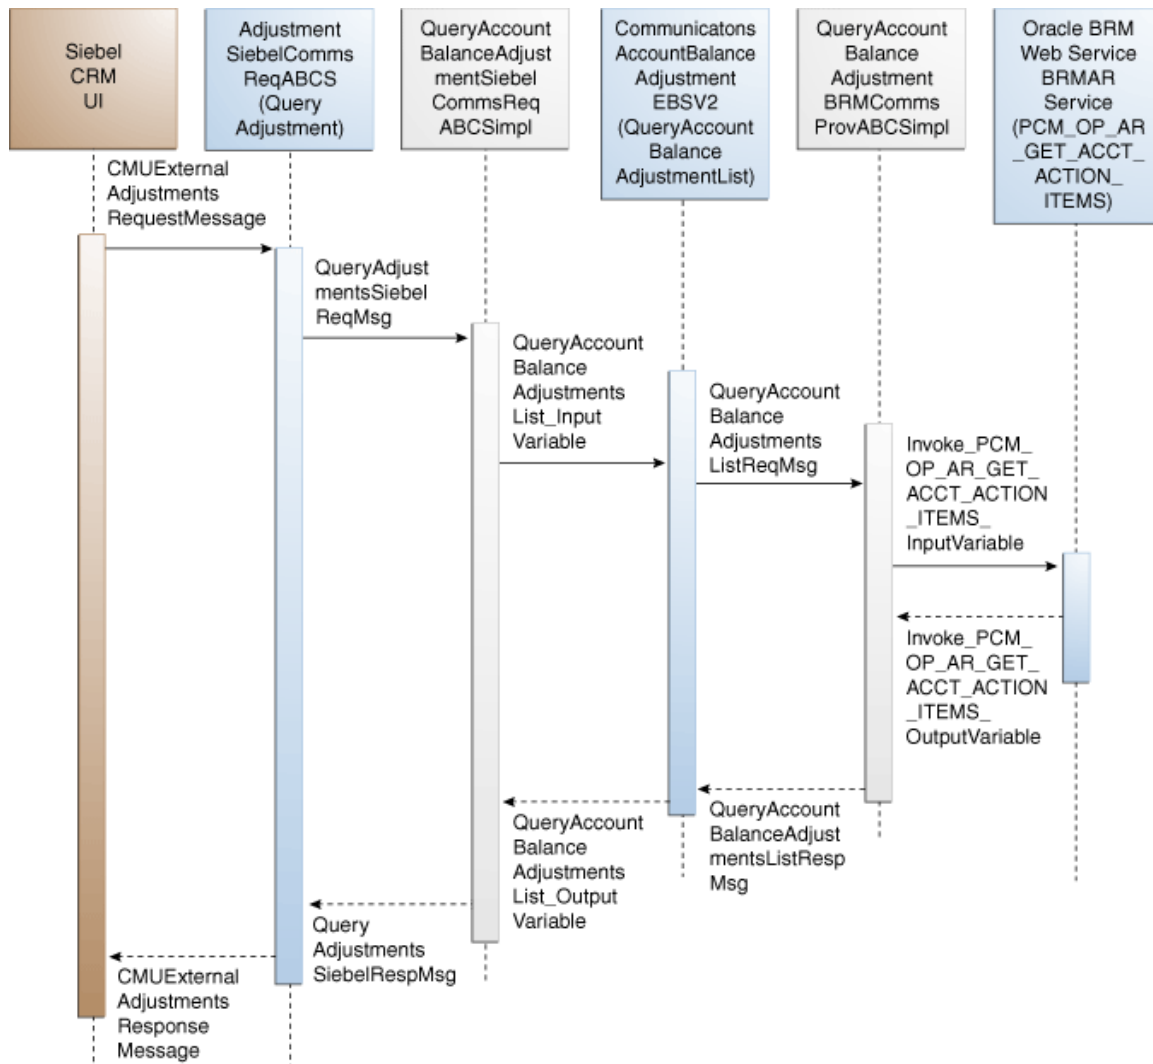 Siebel
CRM
UI
Adjustment
SiebelComms
ReqABCS
(Query
Adjustment)
QueryAccount
BalanceAdjust
mentSiebel
CommsReq
ABCSimpl
Communicatons
AccountBalance
Adjustment
EBSV2
(QueryAccount
Balance
AdjustmentList)
QueryAccount
Balance
Adjustment
BRMComms
ProvABCSimpl
Oracle BRM
Web Service
BRMAR
Service
(PCM_OP_AR
_GET_ACCT_
ACTION_
ITEMS)
CMUExternal
Adjustments
RequestMessage
QueryAdjust
mentsSiebel
ReqMsg
QueryAccount
Balance
Adjustments
List_Input
Variable
QueryAccount
Balance
Adjustments
ListReqMsg
Invoke_PCM_
OP_AR_GET_
ACCT_ACTION
_ITEMS_
InputVariable
Invoke_PCM_
OP_AR_GET_
ACCT_ACTION
_ITEMS_
OutputVariable
QueryAccount
BalanceAdjust
mentsListResp
Msg
QueryAccount
Balance
Adjustments
List_Output
Variable
Query
Adjustments
SiebelRespMsg
CMUExternal
Adjustments
Response
Message